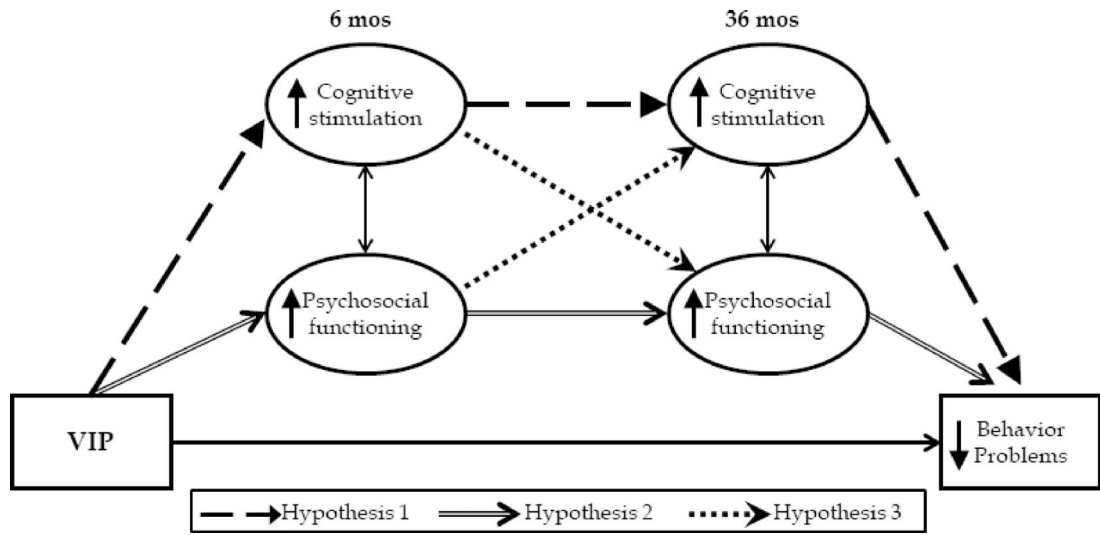 6 mos
36 mos
Cognitive
stimulation
Cognitive
stimulation
Psychosocial
functioning
Psychosocial
functioning
VIP
Behavior
Problems
Hypothesis 1
Hypothesis 2
Hypothesis 3